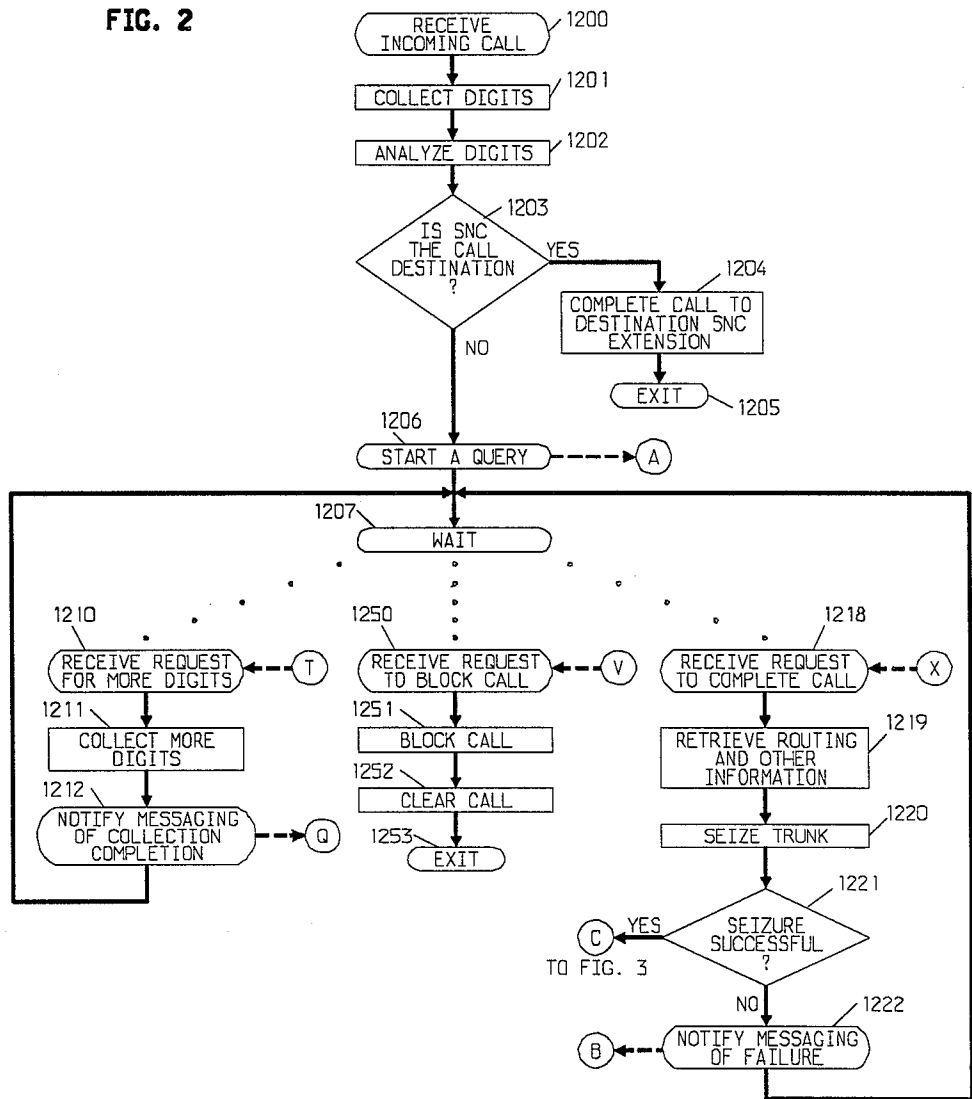 FIG. 2
RECEIVE
INCOMING CALL
1200
COLLECT DIGITS
1201
ANALYZE DIGITS
1202
1203
IS SNC
THE CALL
DESTINATION
?
YES
NO
1204
COMPLETE CALL TO
DESTINATION SNC
EXTENSION
EXIT
1205
1206
START A QUERY
A
1207
WAIT
1210
RECEIVE REQUEST
FOR MORE DIGITS
T
1211
COLLECT MORE
DIGITS
1212
NOTIFY MESSAGING
OF COLLECTION
COMPLETION
Q
1250
RECEIVE REQUEST
TO BLOCK CALL
V
1251
BLOCK CALL
1252
CLEAR CALL
1253
EXIT
1218
RECEIVE REQUEST
TO COMPLETE CALL
X
1219
RETRIEVE ROUTING
AND OTHER
INFORMATION
1220
SEIZE TRUNK
1221
SEIZURE
SUCCESSFUL
?
YES
C
TO FIG. 3
NO
1222
NOTIFY MESSAGING
OF FAILURE
B